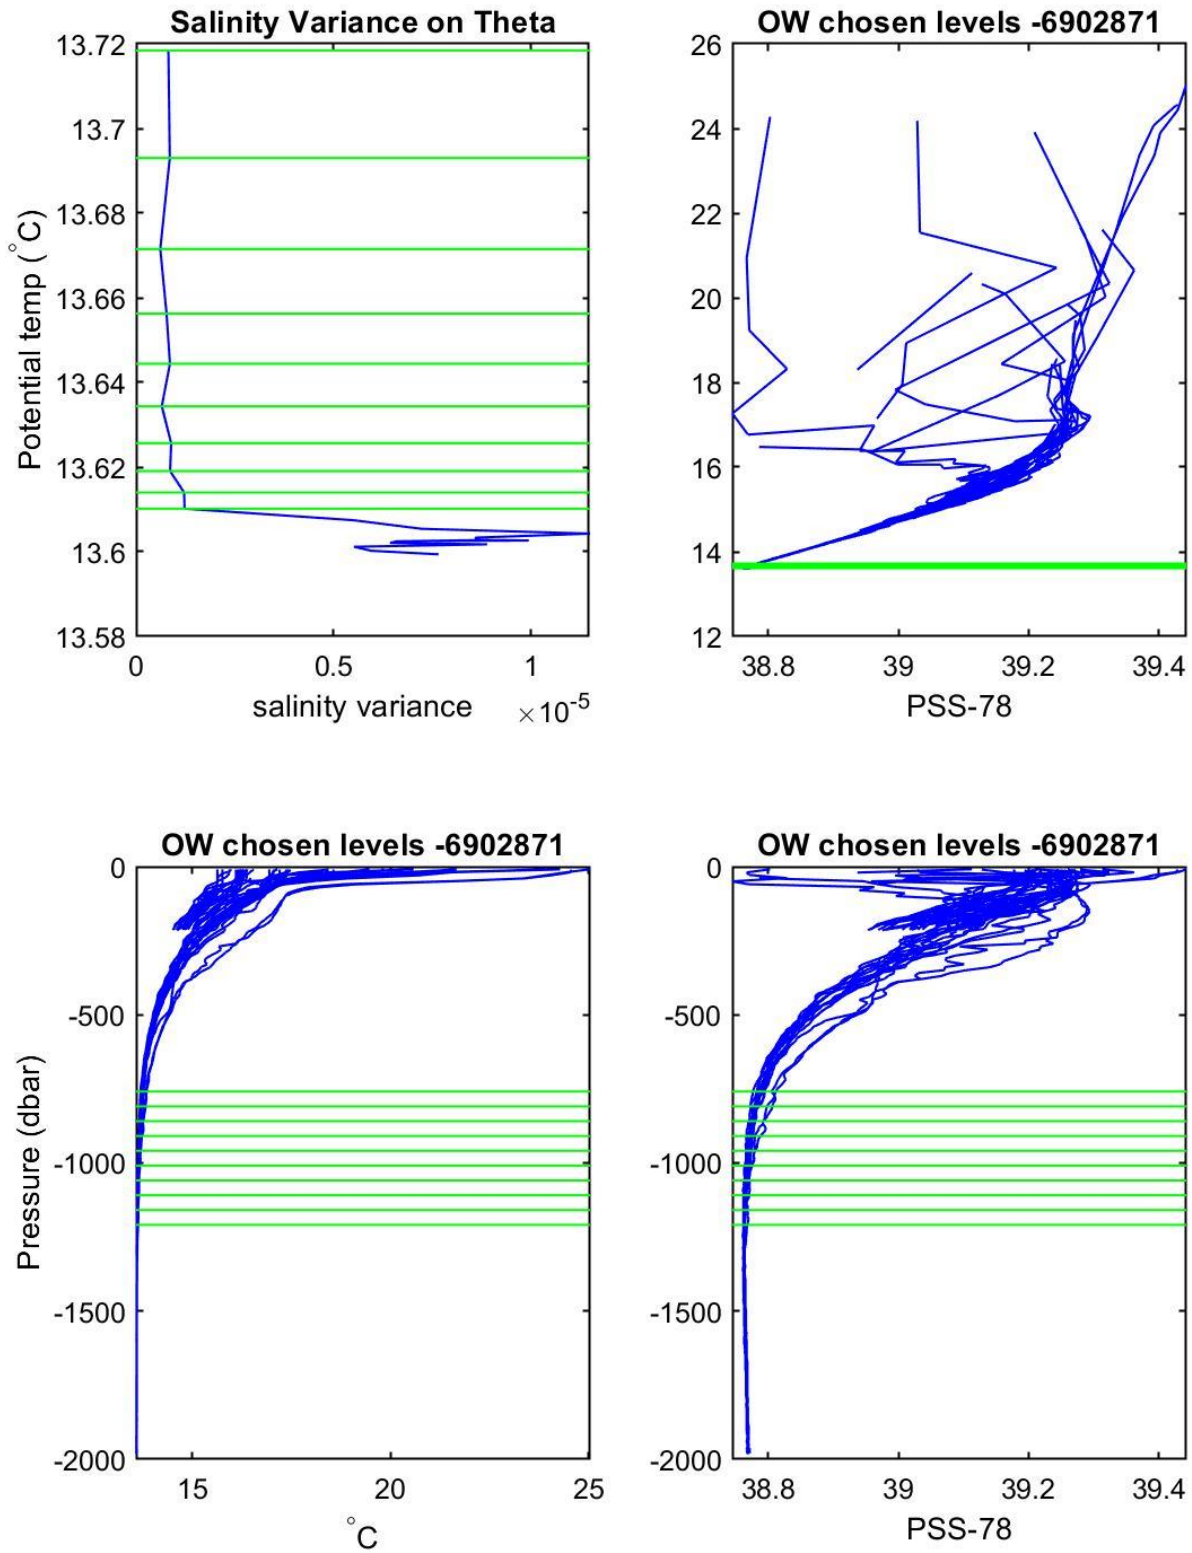 Salinity Variance on Theta
13.72
13.7
13.68
13.66
13.64
13.62
13.6
13.58
Potential temp (°C)
0 0.5 1
salinity variance ×10-5
OW chosen levels -6902871
26
24
22
20
18
16
14
12
38.8 39 39.2 39.4
PSS-78
OW chosen levels -6902871
0
-500
-1000
-1500
-2000
Pressure (dbar)
15 20 25
°C
OW chosen levels -6902871
0
-500
-1000
-1500
-2000
38.8 39 39.2 39.4
PSS-78